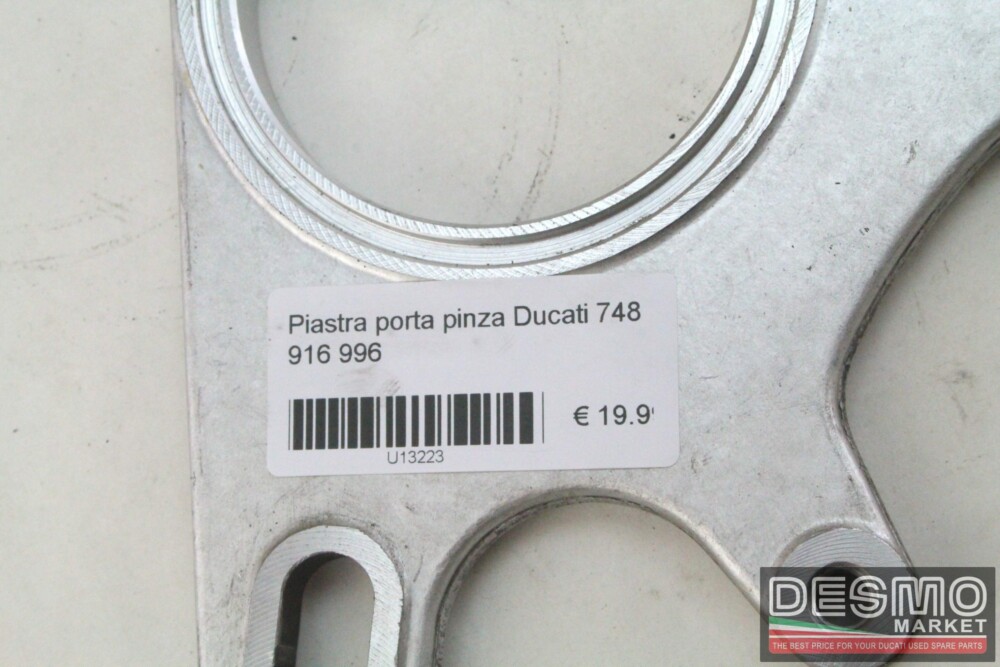 Piastra porta pinza Ducati 748
916 996
€ 19.9
U13223
DESMO
MARKET
THE BEST PRICE FOR YOUR DUCATI USED SPARE PARTS